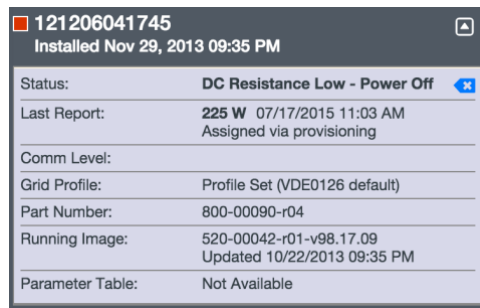 121206041745
Installed Nov 29, 2013 09:35 PM
Status: DC Resistance Low - Power Off
Last Report: 225 W 07/17/2015 11:03 AM
Assigned via provisioning
Comm Level:
Grid Profile: Profile Set (VDE0126 default)
Part Number: 800-00090-r04
Running Image: 520-00042-r01-v98.17.09
Updated 10/22/2013 09:35 PM
Parameter Table: Not Available